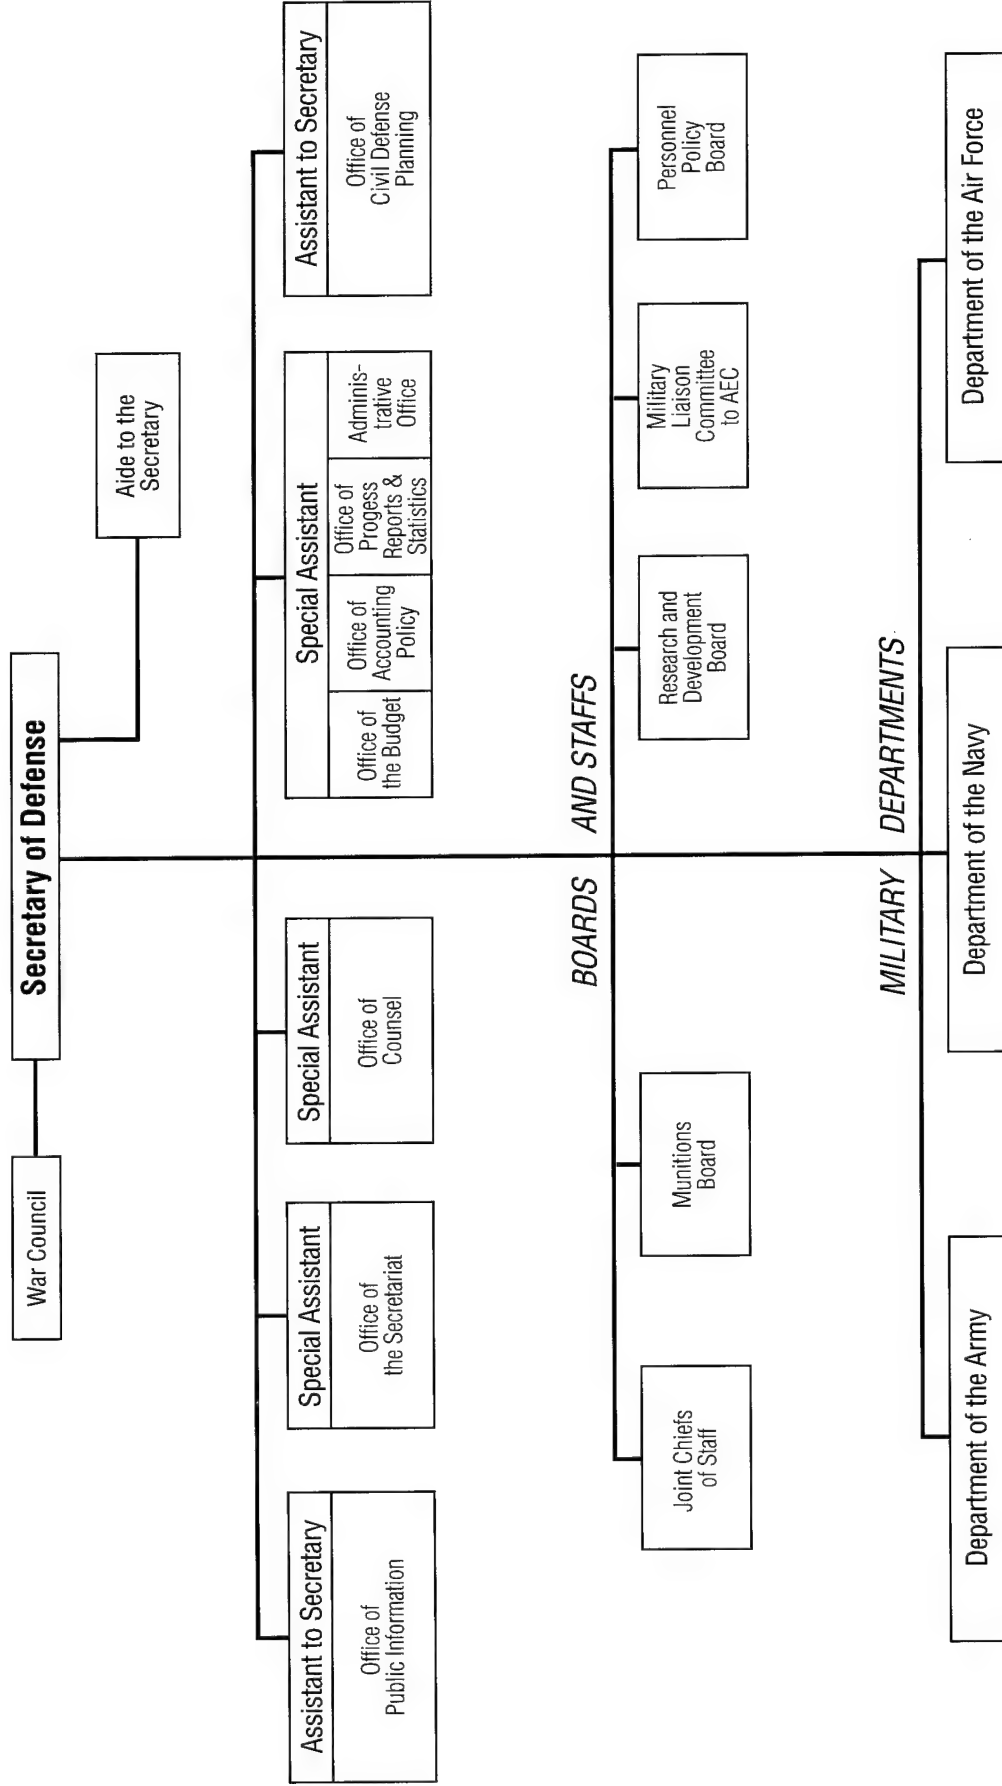 War Council
Secretary of Defense
Aide to the
Secretary
Assistant to Secretary
Office of
Public Information
Special Assistant
Office of
the Secretariat
Special Assistant
Office of
Counsel
Special Assistant
Office of
the Budget
Office of
Accounting
Policy
Office of
Progess
Reports &
Statistics
Adminis-
trative
Office
Assistant to Secretary
Office of
Civil Defense
Planning
BOARDS AND STAFFS
Joint Chiefs
of Staff
Munitions
Board
Research and
Development
Board
Military
Liaison
Committee
to AEC
Personnel
Policy
Board
MILITARY DEPARTMENTS
Department of the Army
Department of the Navy
Department of the Air Force